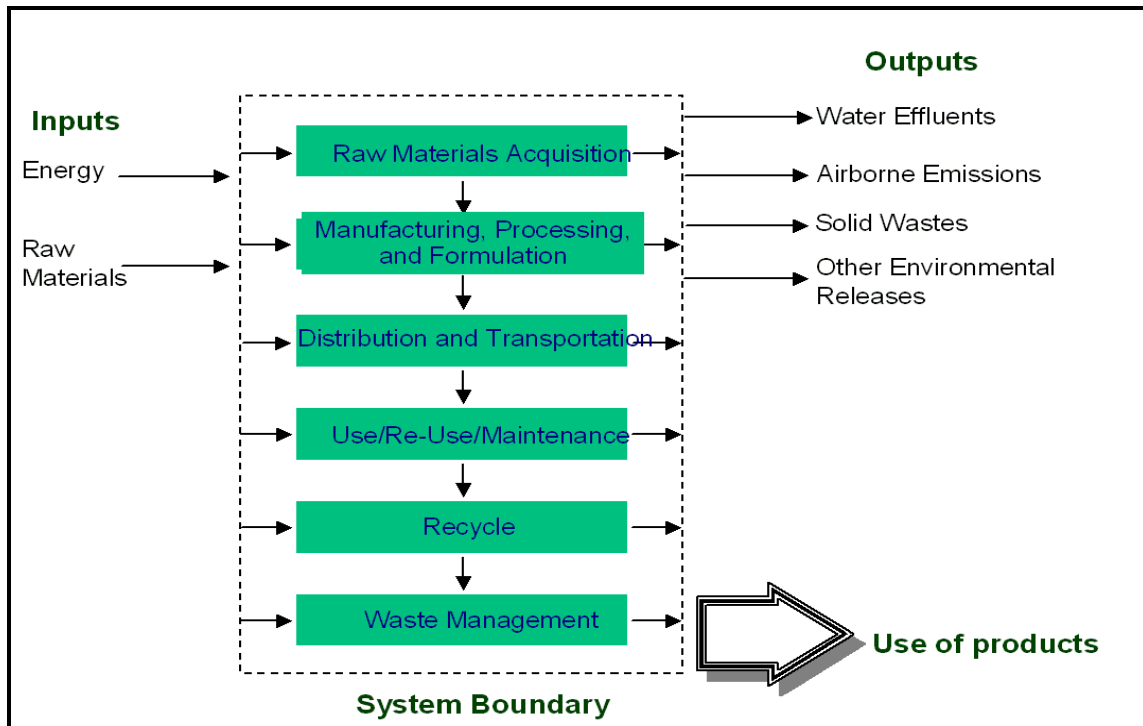 Inputs
Energy
Raw
Materials
Raw Materials Acquisition
Manufacturing, Processing,
and Formulation
Distribution and Transportation
Use/Re-Use/Maintenance
Recycle
Waste Management
System Boundary
Outputs
Water Effluents
Airborne Emissions
Solid Wastes
Other Environmental
Releases
Use of products